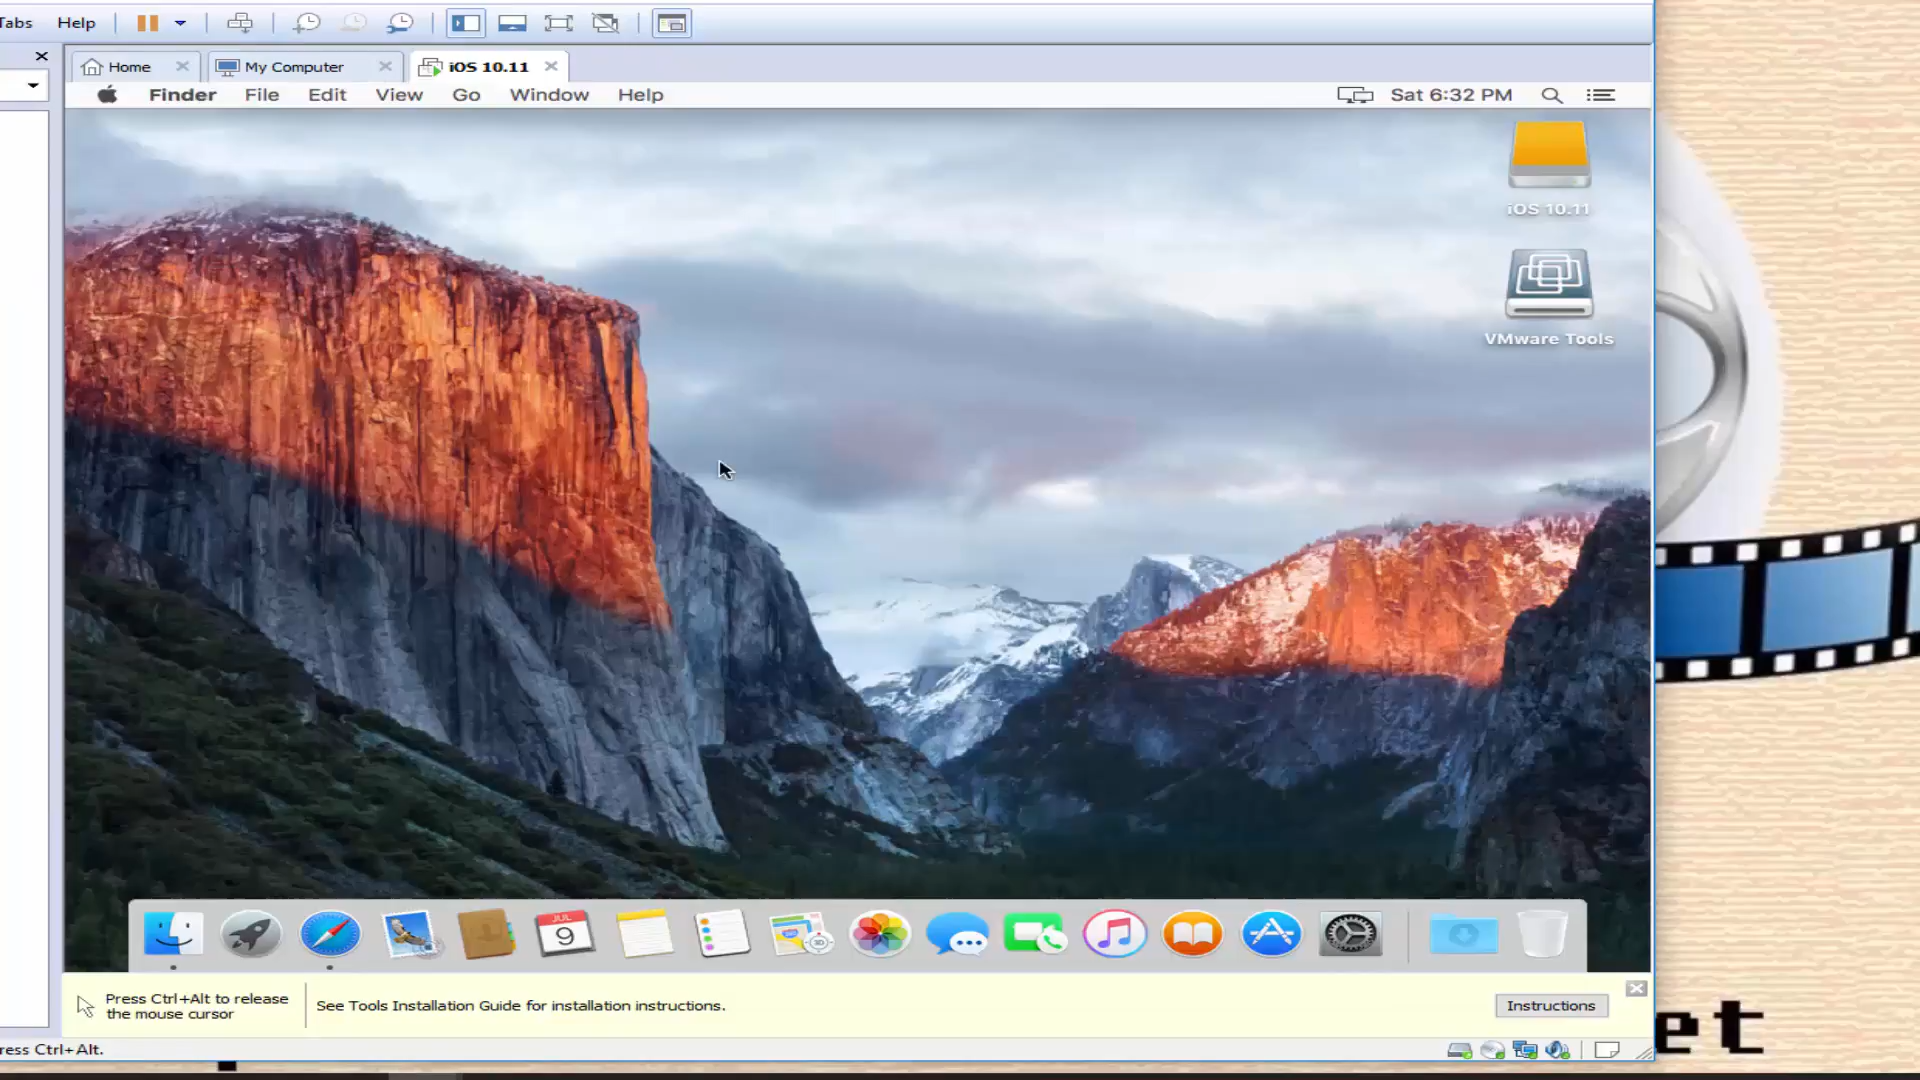 Tabs Help
Home My Computer iOS 10.11
Finder File Edit View Go Window Help Sat 6:32 PM
iOS 10.11
VMware Tools
JUL
9
3D
Press Ctrl+Alt to release
the mouse cursor
See Tools Installation Guide for installation instructions.
Instructions
ress Ctrl+Alt.
et